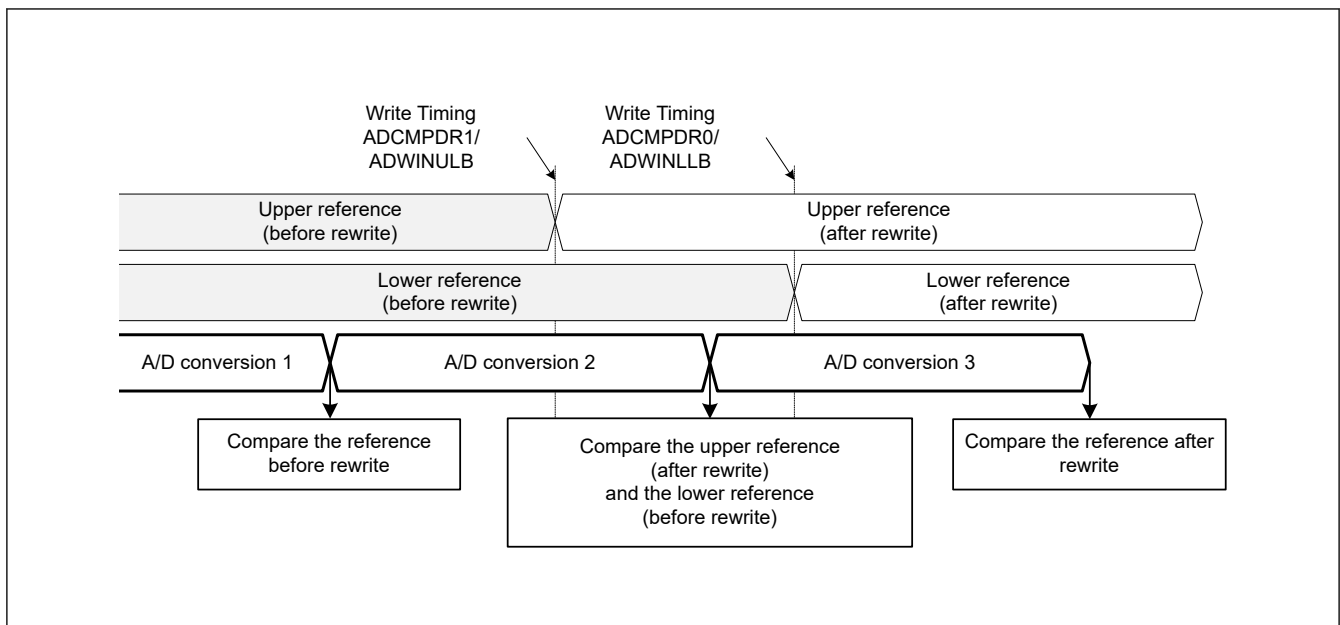 Write Timing
ADCMPDR1/
ADWINULB
Write Timing
ADCMPDR0/
ADWINLLB
Upper reference
(before rewrite)
Upper reference
(after rewrite)
Lower reference
(before rewrite)
Lower reference
(after rewrite)
A/D conversion 1
A/D conversion 2
A/D conversion 3
Compare the reference
before rewrite
Compare the upper reference
(after rewrite)
and the lower reference
(before rewrite)
Compare the reference after
rewrite